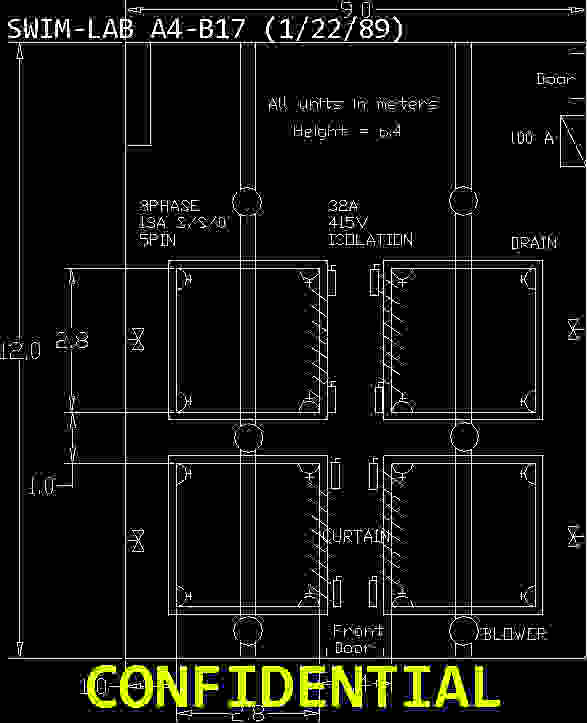 9.0
SWIM-LAB A4-B17 (1/22/89)
Door
All units in meters
Height = 6.4
100 A
3PHASE
13A S/S/O
5PIN
32A
415V
ISOLATION
DRAIN
12.0
2.8
1.0
CURTAIN
Front
Door
BLOWER
CONFIDENTIAL
2.8